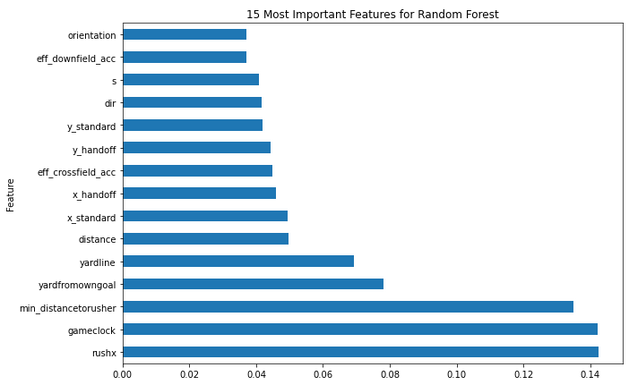 15 Most Important Features for Random Forest
orientation
eff_downfield_acc
s
dir
y_standard
y_handoff
eff_crossfield_acc
x_handoff
x_standard
distance
yardline
yardfromowngoal
min_distancetorusher
gameclock
rushx
Feature
0.00 0.02 0.04 0.06 0.08 0.10 0.12 0.14